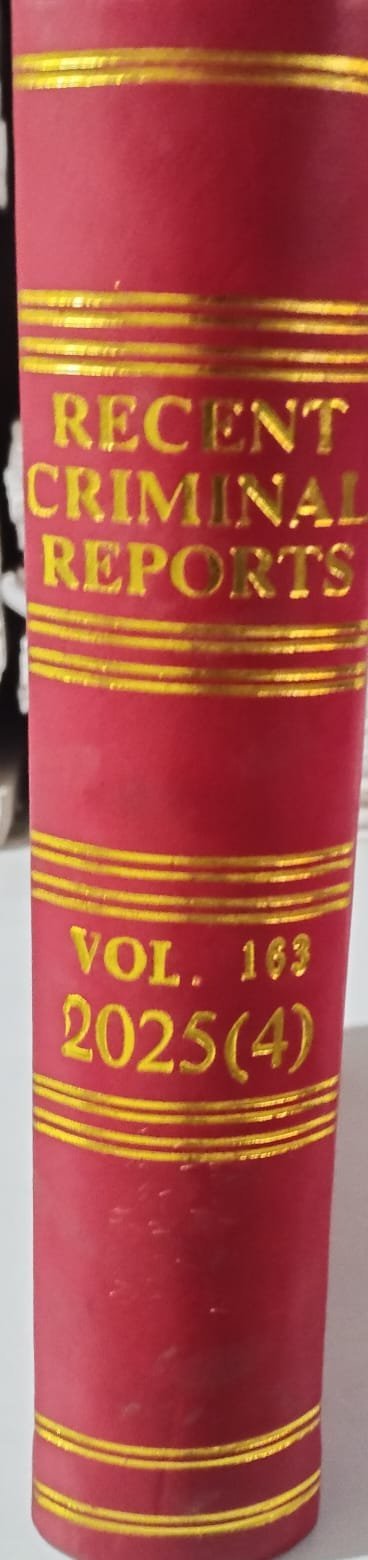 RECENT
CRIMINAL
REPORTS
VOL. 163
2025(4)